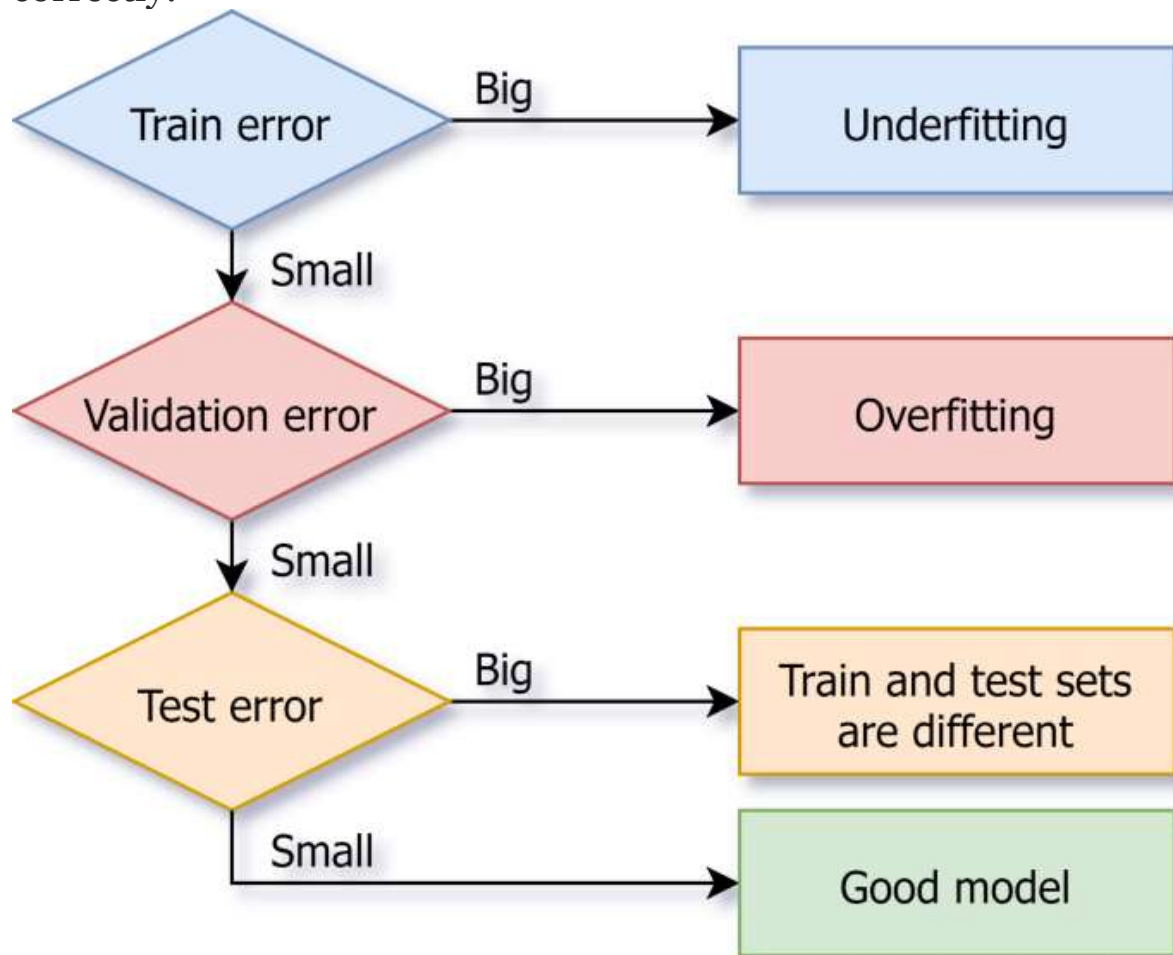 Train error
Big
Underfitting
Small
Validation error
Big
Overfitting
Small
Test error
Big
Train and test sets
are different
Small
Good model